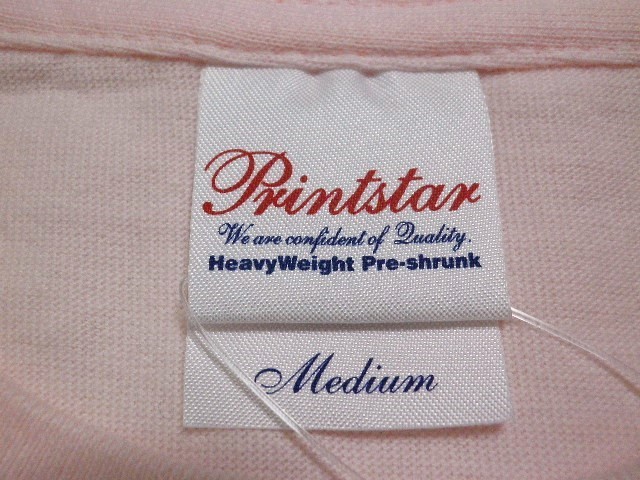 Printstar
We are confident of Quality.
HeavyWeight Pre-shrunk
Medium